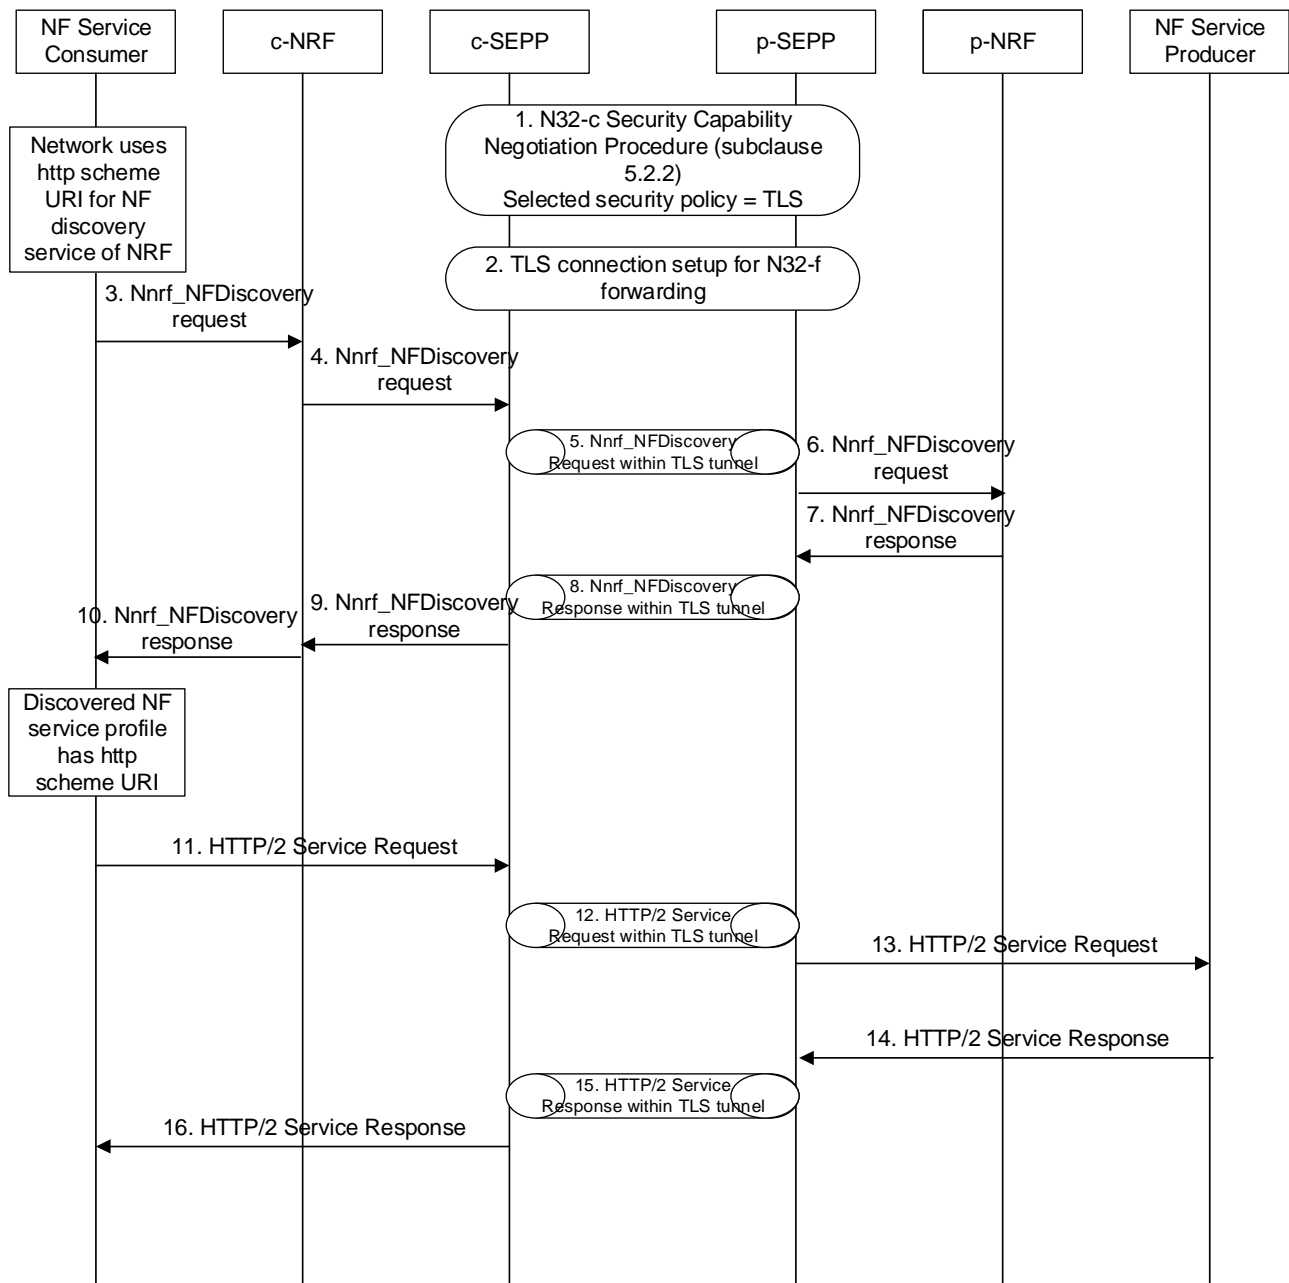 NF Service
Consumer
c-NRF
c-SEPP
p-SEPP
p-NRF
NF Service
Producer
1. N32-c Security Capability
Negotiation Procedure (subclause
5.2.2)
Selected security policy = TLS
Network uses
http scheme
URI for NF
discovery
service of NRF
2. TLS connection setup for N32-f
forwarding
3. Nnrf_NFDiscovery
request
4. Nnrf_NFDiscovery
request
5. Nnrf_NFDiscovery
Request within TLS tunnel
6. Nnrf_NFDiscovery
request
7. Nnrf_NFDiscovery
response
8. Nnrf_NFDiscovery
Response within TLS tunnel
9. Nnrf_NFDiscovery
response
10. Nnrf_NFDiscovery
response
Discovered NF
service profile
has http
scheme URI
11. HTTP/2 Service Request
12. HTTP/2 Service
Request within TLS tunnel
13. HTTP/2 Service Request
14. HTTP/2 Service Response
15. HTTP/2 Service
Response within TLS tunnel
16. HTTP/2 Service Response